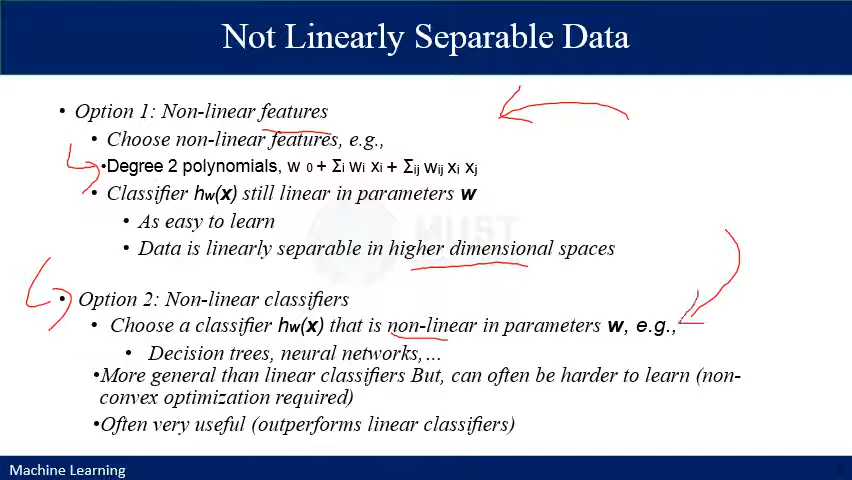 Not Linearly Separable Data
• Option 1: Non-linear features
• Choose non-linear features, e.g.,
•Degree 2 polynomials, w 0 + Σi wi xi + Σij wij xi xj
• Classifier hw(x) still linear in parameters w
• As easy to learn
• Data is linearly separable in higher dimensional spaces
MUST
• Option 2: Non-linear classifiers
• Choose a classifier hw(x) that is non-linear in parameters w, e.g.,
• Decision trees, neural networks,…
•More general than linear classifiers But, can often be harder to learn (non-
convex optimization required)
•Often very useful (outperforms linear classifiers)
Machine Learning